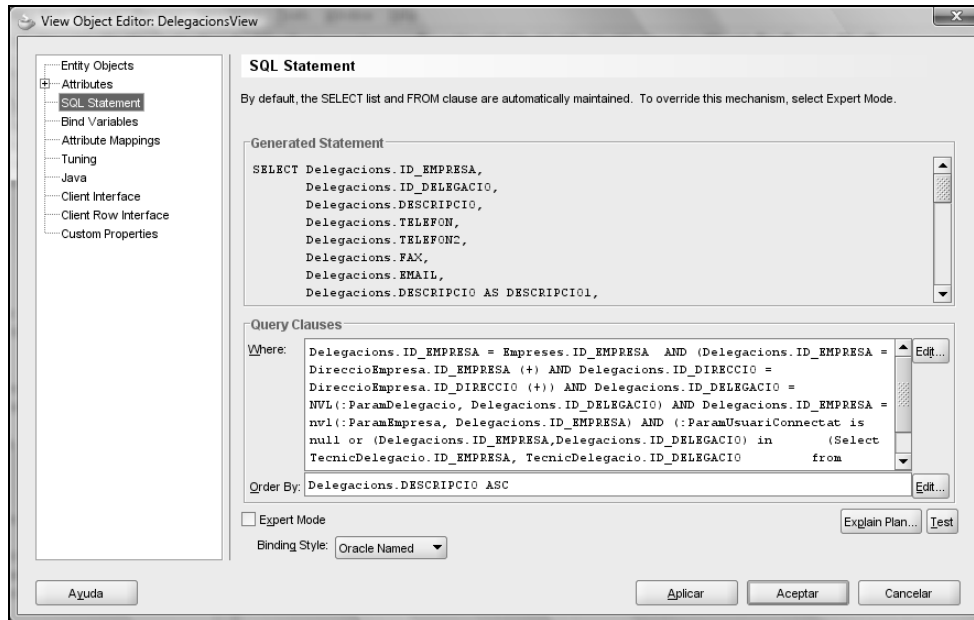 View Object Editor: DelegacionsView
Entity Objects
Attributes
SQL Statement
Bind Variables
Attribute Mappings
Tuning
Java
Client Interface
Client Row Interface
Custom Properties
SQL Statement
By default, the SELECT list and FROM clause are automatically maintained. To override this mechanism, select Expert Mode.
Generated Statement
SELECT Delegacions.ID_EMPRESA,
Delegacions.ID_DELEGACIO,
Delegacions.DESCRIPCIO,
Delegacions.TELEFON,
Delegacions.TELEFON2,
Delegacions.FAX,
Delegacions.EMAIL,
Delegacions.DESCRIPCIO AS DESCRIPCIO1,
Query Clauses
Where:
Delegacions.ID_EMPRESA = Empreses.ID_EMPRESA AND (Delegacions.ID_EMPRESA =
DireccioEmpresa.ID_EMPRESA (+) AND Delegacions.ID_DIRECCIO =
DireccioEmpresa.ID_DIRECCIO (+)) AND Delegacions.ID_DELEGACIO =
NVL(:ParamDelegacio, Delegacions.ID_DELEGACIO) AND Delegacions.ID_EMPRESA =
nvl(:ParamEmpresa, Delegacions.ID_EMPRESA) AND (:ParamUsuariConnectat is
null or (Delegacions.ID_EMPRESA,Delegacions.ID_DELEGACIO) in (Select
TecnicDelegacio.ID_EMPRESA, TecnicDelegacio.ID_DELEGACIO from
Edit...
Order By: Delegacions.DESCRIPCIO ASC
Edit...
Expert Mode
Explain Plan...
Test
Binding Style: Oracle Named
Ayuda
Aplicar
Aceptar
Cancelar